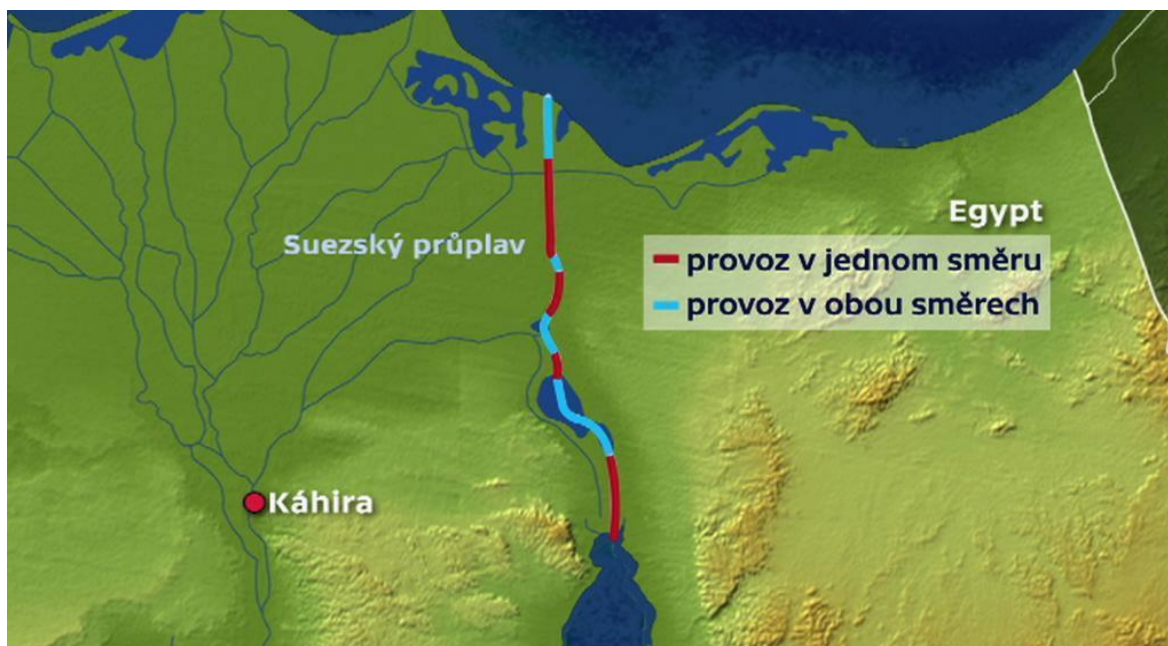 Egypt
Suezský průplav
provoz v jednom směru
provoz v obou směrech
Káhira